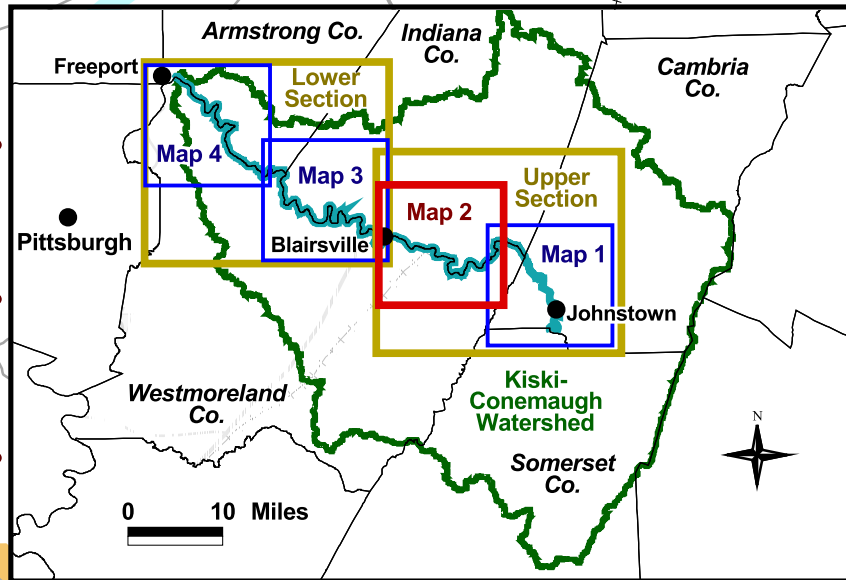 Armstrong Co.
Indiana
Co.
Cambria
Co.
Freeport
Lower
Section
Map 4
Map 3
Upper
Section
Map 2
Map 1
Pittsburgh
Blairsville
Johnstown
Westmoreland
Co.
Kiski-
Conemaugh
Watershed
Somerset
Co.
N
0 10 Miles